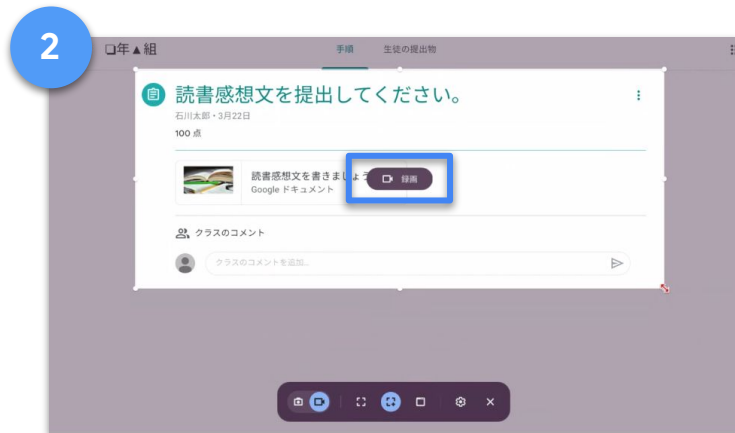 2
❏年▲組
手順
生徒の提出物
読書感想文を提出してください。
石川太郎・3月22日
100 点
読書感想文を書きましょう
録画
Google ドキュメント
クラスのコメント
クラスのコメントを追加...